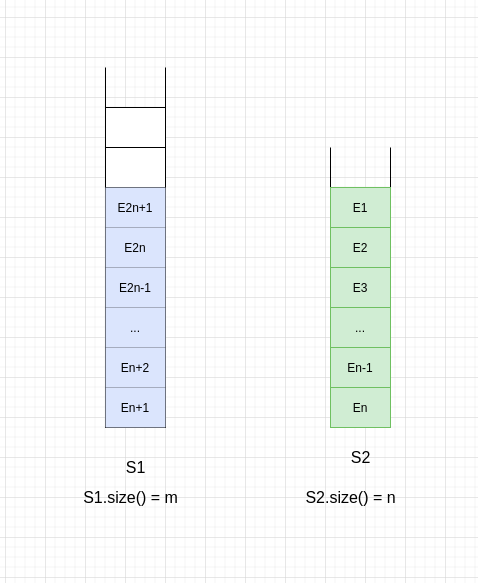 E2n+1
E2n
E2n-1
...
En+2
En+1
S1
S1.size() = m
E1
E2
E3
...
En-1
En
S2
S2.size() = n